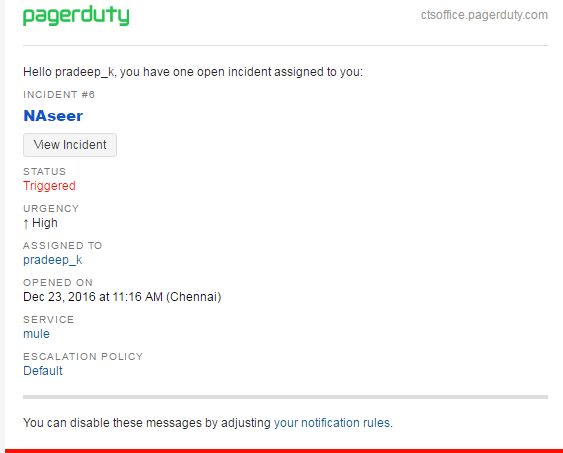 pagerduty
ctsoffice.pagerduty.com
Hello pradeep_k, you have one open incident assigned to you:
INCIDENT #6
NAseer
View Incident
STATUS
Triggered
URGENCY
↑ High
ASSIGNED TO
pradeep_k
OPENED ON
Dec 23, 2016 at 11:16 AM (Chennai)
SERVICE
mule
ESCALATION POLICY
Default
You can disable these messages by adjusting your notification rules.